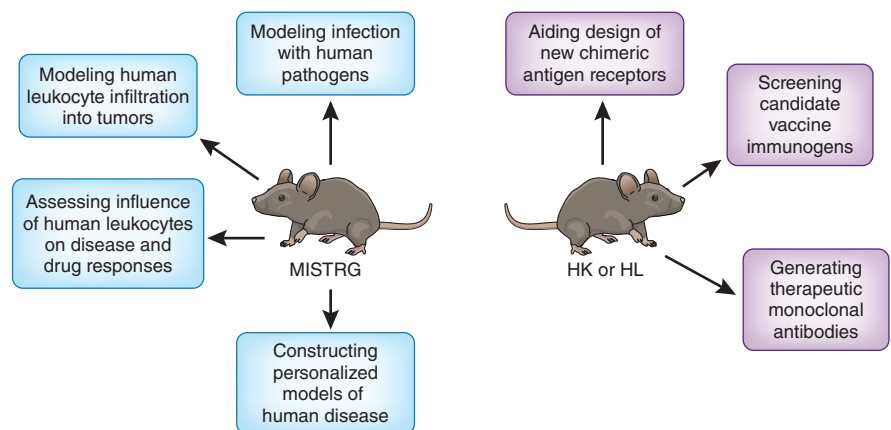 Modeling infection
with human
pathogens
Modeling human
leukocyte infiltration
into tumors
Assessing influence
of human leukocytes
on disease and
drug responses
MISTRG
Constructing
personalized
models of
human disease
Aiding design of
new chimeric
antigen receptors
Screening
candidate
vaccine
immunogens
HK or HL
Generating
therapeutic
monoclonal
antibodies